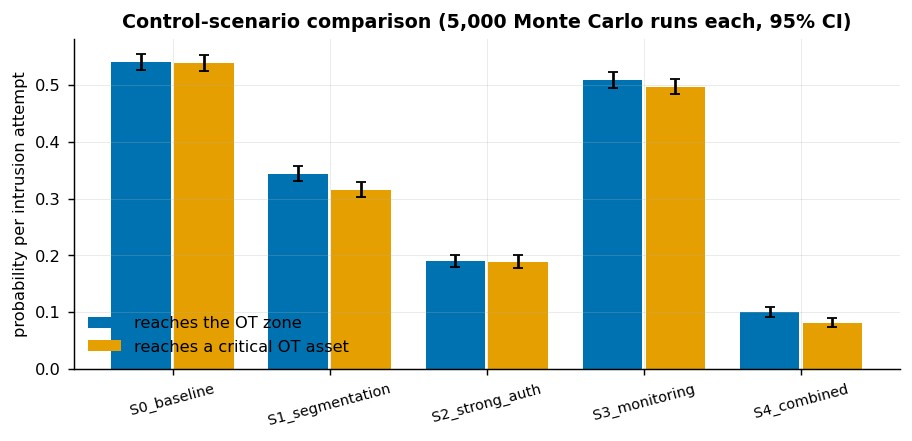 Control-scenario comparison (5,000 Monte Carlo runs each, 95% CI)
probability per intrusion attempt
0.5
0.4
0.3
0.2
0.1
0.0
reaches the OT zone
reaches a critical OT asset
S0_baseline
S1_segmentation
S2_strong_auth
S3_monitoring
S4_combined